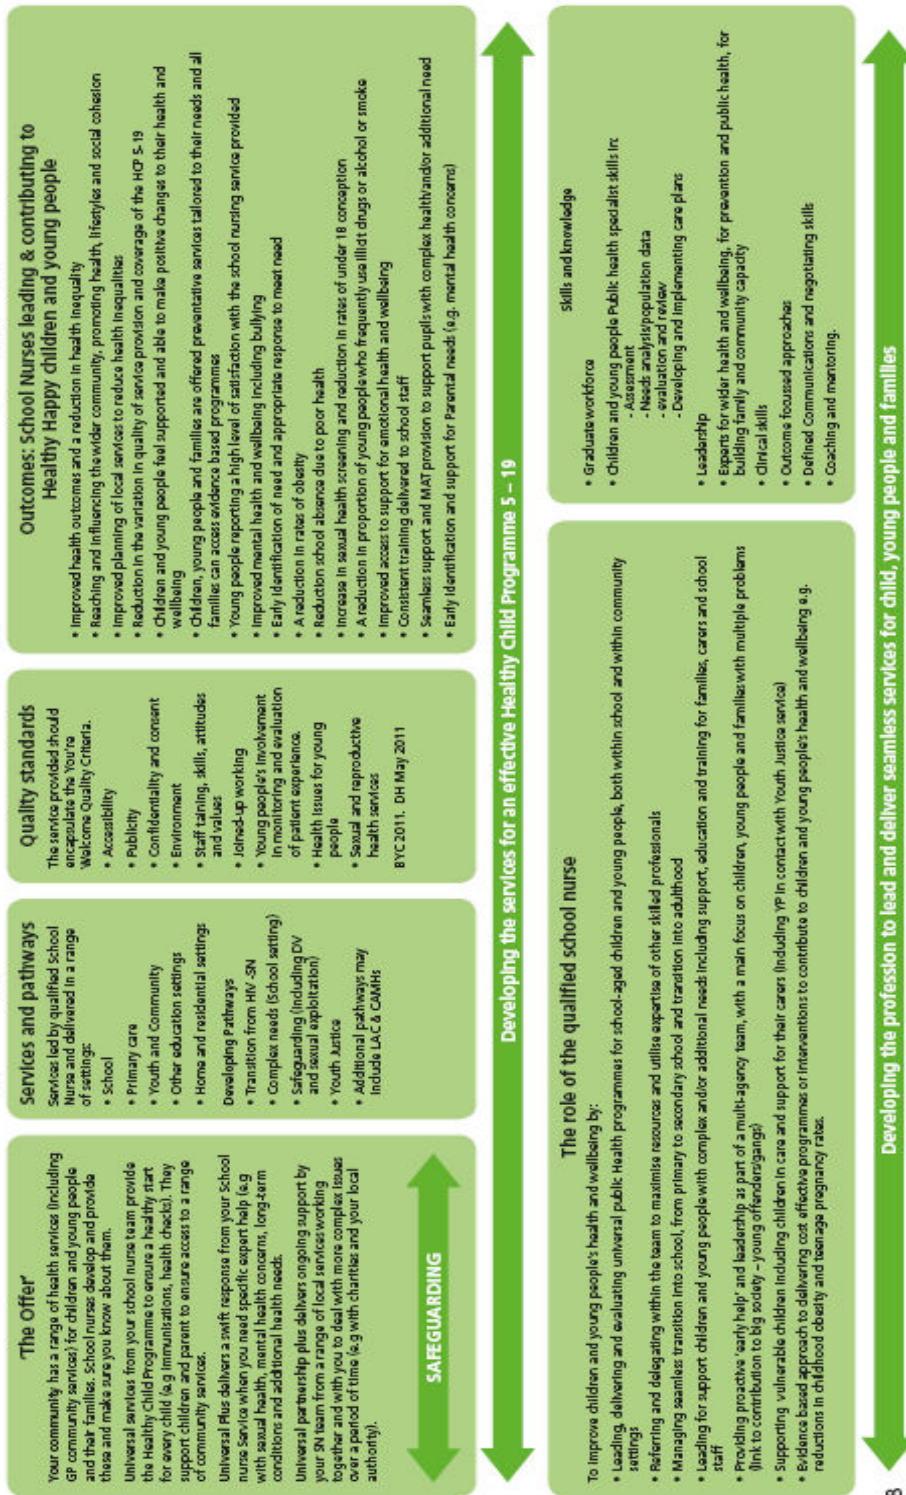 'The Offer'
Your community has a range of health services (including
GP community services) for children and young people
and their families. School nurses develop and provide
these and make sure you know about them.
Universal services from your school nurse team provide
the Healthy Child Programme to ensure a healthy start
for every child (e.g immunisations, health checks). They
support children and parent to ensure access to a range
of community services.
Universal Plus delivers a swift response from your School
nurse Service when you need specific expert help (e.g
with sexual health, mental health concerns, long-term
conditions and additional health needs.
Universal partnership plus delivers ongoing support by
your SN team from a range of local services working
together and with you to deal with more complex issues
over a period of time (e.g with charities and your local
authority).
SAFEGUARDING
Services and pathways
Services led by qualified School
Nurse and delivered in a range
of settings:
• School
• Primary care
• Youth and Community
• Other education settings
• Home and residential settings
Developing Pathways
• Transition from HIV -SN
• Complex needs (School setting)
• Safeguarding (including DV
and sexual exploitation)
• Youth Justice
• Additional pathways may
include LAC & CAMHs
Quality standards
The service provided should
encapsulate the You're
Welcome Quality Criteria.
• Accessibility
• Publicity
• Confidentiality and consent
• Environment
• Staff taining, skills, attitudes
and values
• Joined-up working
• Young people's involvement
in monitoring and evaluation
of patient experience.
• Health issues for young
people
• Sexual and reproductive
health services
BYC 2011. DH May 2011
Outcomes: School Nurses leading & contributing to
Healthy Happy children and young people
• Improved health outcomes and a reduction in health inequality
• Reaching and influencing the wider community, promoting health, lifestyles and social cohesion
• Improved planning of local services to reduce health inequalities
• Reduction in the variation in quality of service provision and coverage of the HCP 5-19
• Children and young people feel supported and able to make positive changes to their health and
wellbeing
• Children, young people and families are offered preventative services tailored to their needs and all
families can access evidence based programmes
• Young people reporting a high level of satisfaction with the school nursing service provided
• Improved mental health and wellbeing including bullying
• Early identification of need and appropriate response to meet need
• A reduction in rates of obesity
• Reduction school absence due to poor health
• Increase in sexual health screening and reduction in rates of under 18 conception
• A reduction in proportion of young people who frequently use illicit drugs or alcohol or smoke
• Improved access to support for emotional health and wellbeing
• Consistent training delivered to school staff
• Seamless support and MAT provision to support pupils with complex health/and/or additional need
• Early identification and support for Parental needs (e.g. mental health concerns)
Developing the services for an effective Healthy Child Programme 5 – 19
The role of the qualified school nurse
To improve children and young people's health and wellbeing by:
• Leading, delivering and evaluating universal public Health programmes for school-aged children and young people, both within school and within community
settings
• Referring and delegating within the team to maximise resources and utilise expertise of other skilled professionals
• Managing seamless transition into school, from primary to secondary school and transition into adulthood
• Leading for support children and young people with complex and/or additional needs including support, education and training for families, carers and school
staff
• Providing proactive 'early help' and leadership as part of a multi-agency team, with a main focus on children, young people and families with multiple problems
(link to contribution to big society – young offenders/gangs)
• Supporting vulnerable children including children in care and support for their carers (including YP in contact with Youth Justice service)
• Evidence based approach to delivering cost effective programmes or interventions to contribute to children and young people's health and wellbeing e.g.
reductions in childhood obesity and teenage pregnancy rates.
Skills and knowledge
• Graduate workforce
• Children and young people Public health specialist skills in:
- Assessment
- Needs analysis/population data
- evaluation and review
- Developing and implementing care plans
• Leadership
• Experts for wider health and wellbeing, for prevention and public health, for
building family and community capacity
• Clinical skills
• Outcome focussed approaches
• Defined Communications and negotiating skills
• Coaching and mentoring.
Developing the profession to lead and deliver seamless services for child, young people and families
8